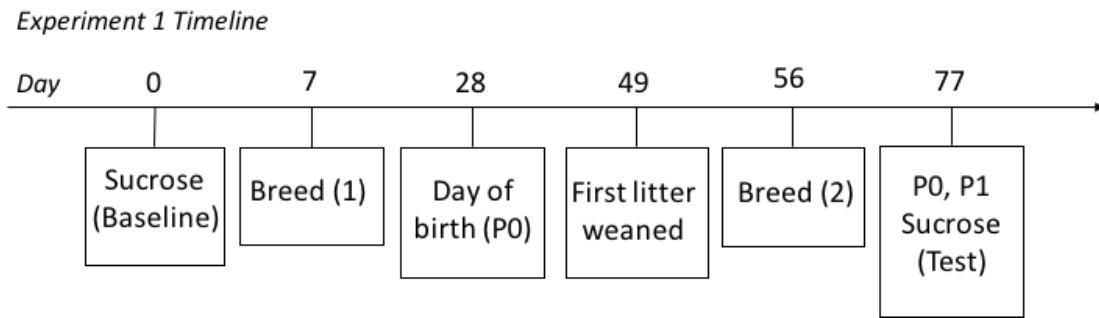 Experiment 1 Timeline
Day 0 7 28 49 56 77
Sucrose
(Baseline)
Breed (1)
Day of
birth (P0)
First litter
weaned
Breed (2)
P0, P1
Sucrose
(Test)